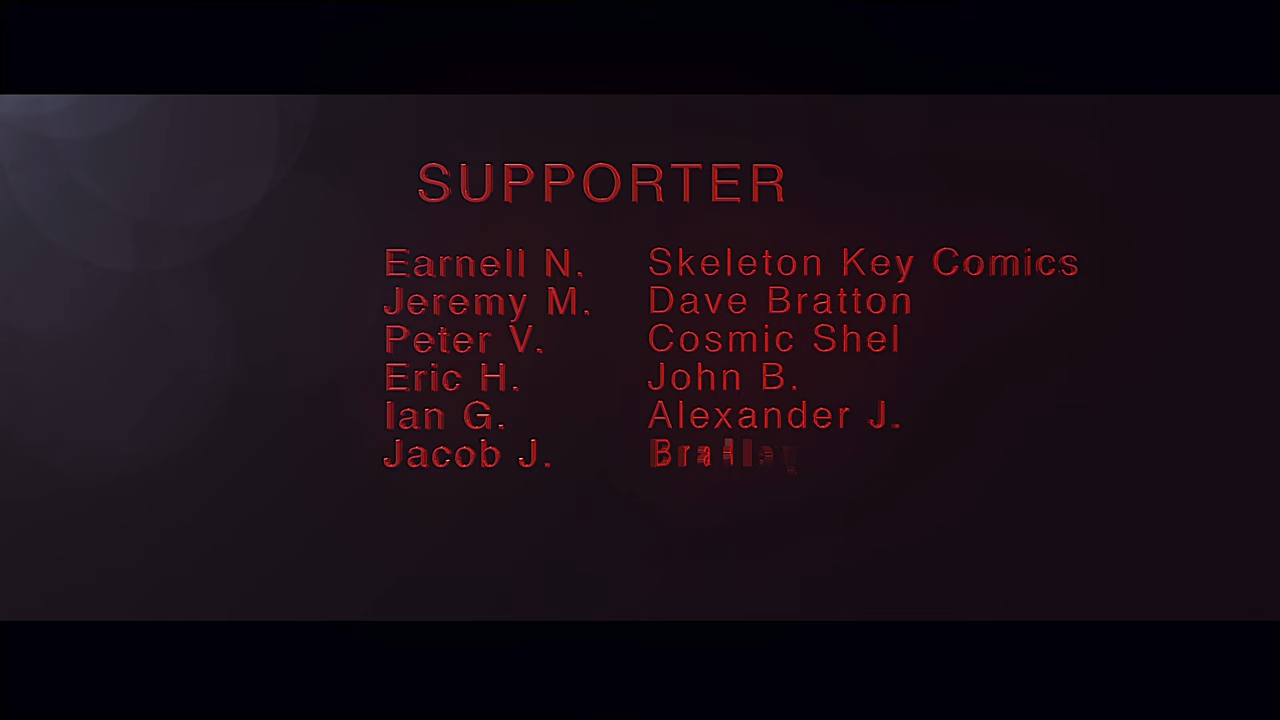 SUPPORTER
Earnell N.
Jeremy M.
Peter V.
Eric H.
Ian G.
Jacob J.
Skeleton Key Comics
Dave Bratton
Cosmic Shel
John B.
Alexander J.